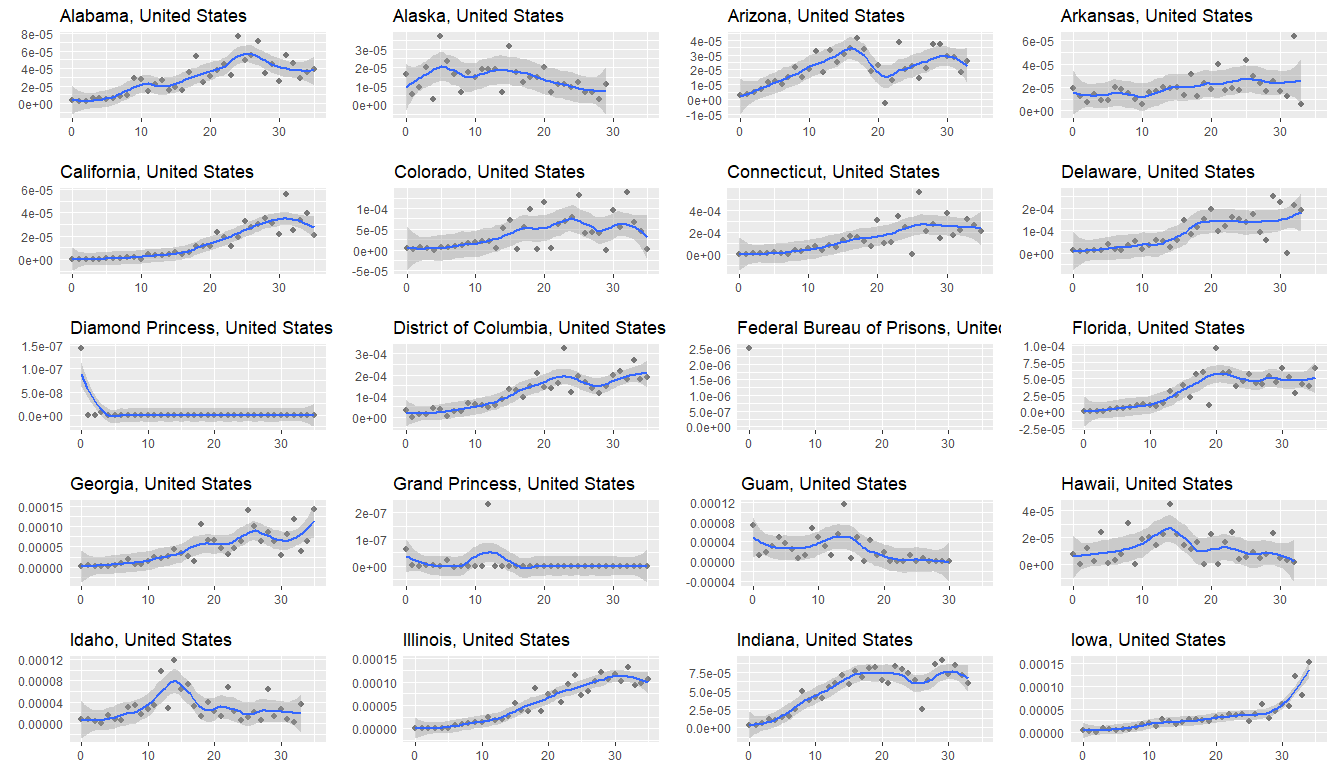 Alabama, United States
8e-05
6e-05
4e-05
2e-05
0e+00
0 10 20 30
Alaska, United States
3e-05
2e-05
1e-05
0e+00
0 10 20 30
Arizona, United States
4e-05
3e-05
2e-05
1e-05
0e+00
-1e-05
0 10 20 30
Arkansas, United States
6e-05
4e-05
2e-05
0e+00
0 10 20 30
California, United States
6e-05
4e-05
2e-05
0e+00
0 10 20 30
Colorado, United States
1e-04
5e-05
0e+00
-5e-05
0 10 20 30
Connecticut, United States
4e-04
2e-04
0e+00
0 10 20 30
Delaware, United States
2e-04
1e-04
0e+00
0 10 20 30
Diamond Princess, United States
1.5e-07
1.0e-07
5.0e-08
0.0e+00
0 10 20 30
District of Columbia, United States
3e-04
2e-04
1e-04
0e+00
0 10 20 30
Federal Bureau of Prisons, Unitec
2.5e-06
2.0e-06
1.5e-06
1.0e-06
5.0e-07
0.0e+00
0 10 20 30
Florida, United States
1.0e-04
7.5e-05
5.0e-05
2.5e-05
0.0e+00
-2.5e-05
0 10 20 30
Georgia, United States
0.00015
0.00010
0.00005
0.00000
0 10 20 30
Grand Princess, United States
2e-07
1e-07
0e+00
0 10 20 30
Guam, United States
0.00012
0.00008
0.00004
0.00000
-0.00004
0 10 20 30
Hawaii, United States
4e-05
2e-05
0e+00
0 10 20 30
Idaho, United States
0.00012
0.00008
0.00004
0.00000
0 10 20 30
Illinois, United States
0.00015
0.00010
0.00005
0.00000
0 10 20 30
Indiana, United States
7.5e-05
5.0e-05
2.5e-05
0.0e+00
0 10 20 30
Iowa, United States
0.00015
0.00010
0.00005
0.00000
0 10 20 30